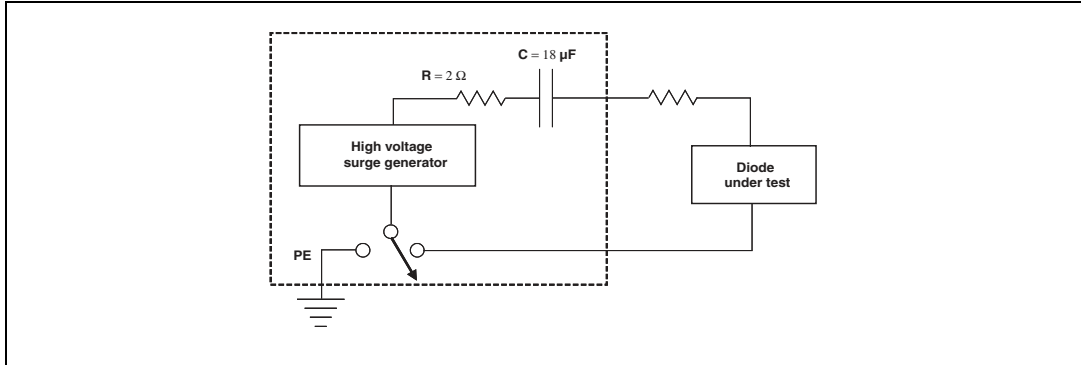 C = 18 µF
R = 2 Ω
High voltage
surge generator
Diode
under test
PE